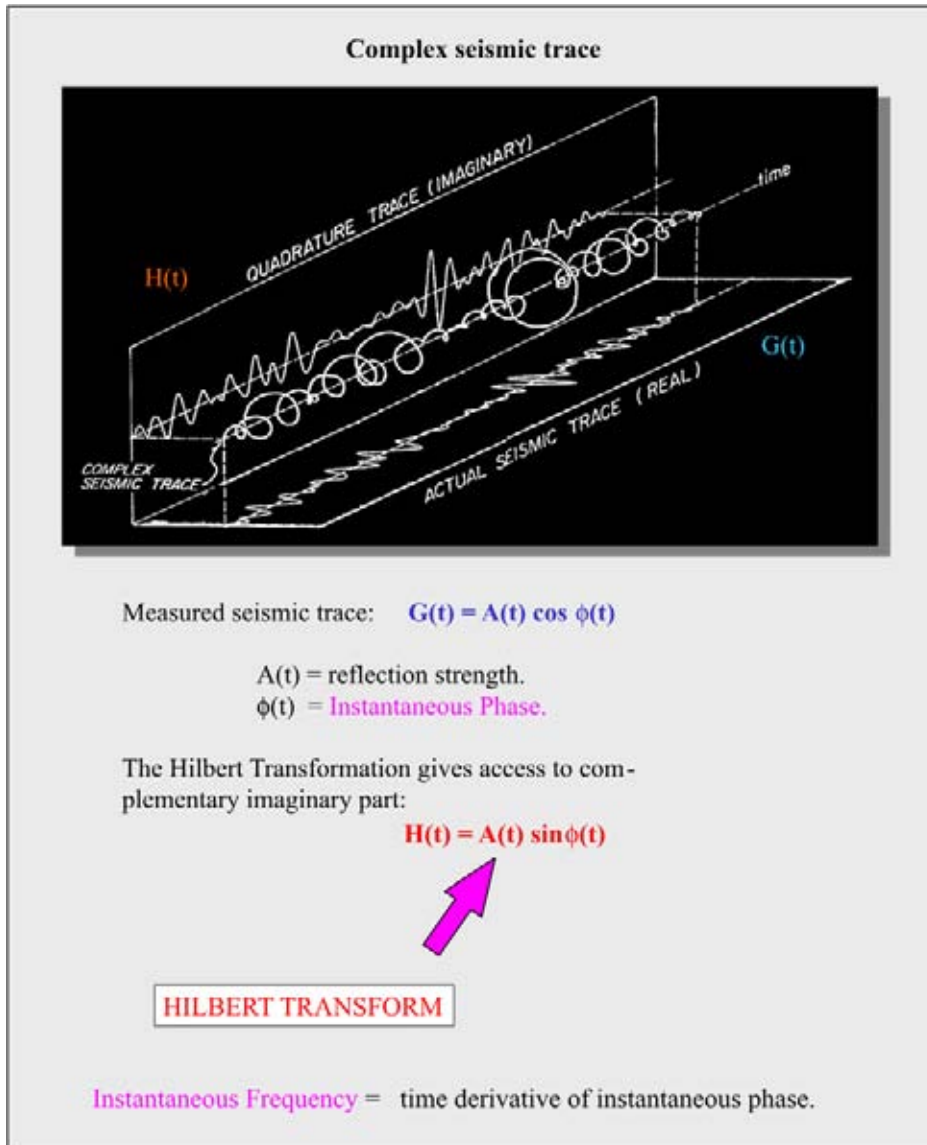 Complex seismic trace
QUADRATURE TRACE (IMAGINARY)
time
H(t)
G(t)
COMPLEX
SEISMIC TRACE
ACTUAL SEISMIC TRACE (REAL)
Measured seismic trace: G(t) = A(t) cos ϕ(t)
A(t) = reflection strength.
ϕ(t) = Instantaneous Phase.
The Hilbert Transformation gives access to com-
plementary imaginary part:
H(t) = A(t) sinϕ(t)
HILBERT TRANSFORM
Instantaneous Frequency = time derivative of instantaneous phase.